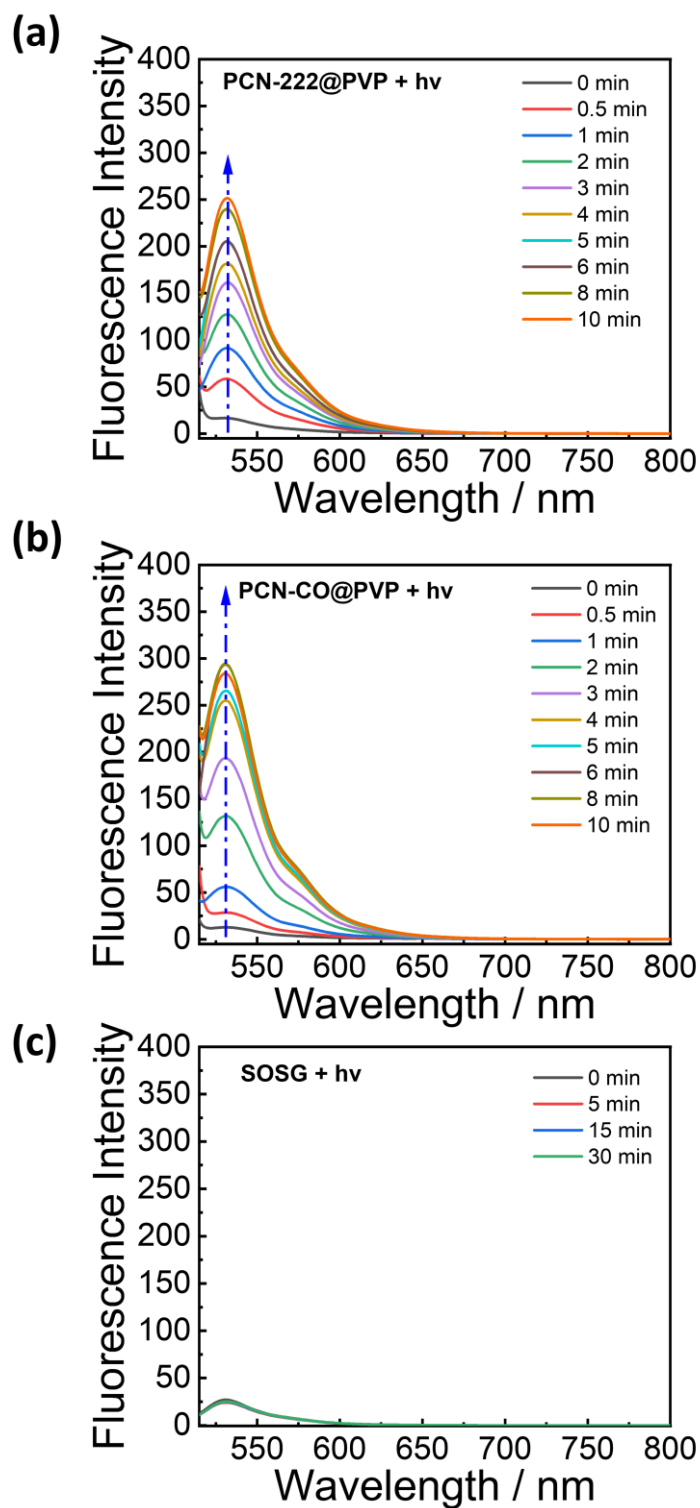 (a)
PCN-222@PVP + hv
Fluorescence Intensity
400
350
300
250
200
150
100
50
0
0 min
0.5 min
1 min
2 min
3 min
4 min
5 min
6 min
8 min
10 min
550 600 650 700 750 800
Wavelength / nm
(b)
PCN-CO@PVP + hv
Fluorescence Intensity
400
350
300
250
200
150
100
50
0
0 min
0.5 min
1 min
2 min
3 min
4 min
5 min
6 min
8 min
10 min
550 600 650 700 750 800
Wavelength / nm
(c)
SOSG + hv
Fluorescence Intensity
400
350
300
250
200
150
100
50
0
0 min
5 min
15 min
30 min
550 600 650 700 750 800
Wavelength / nm